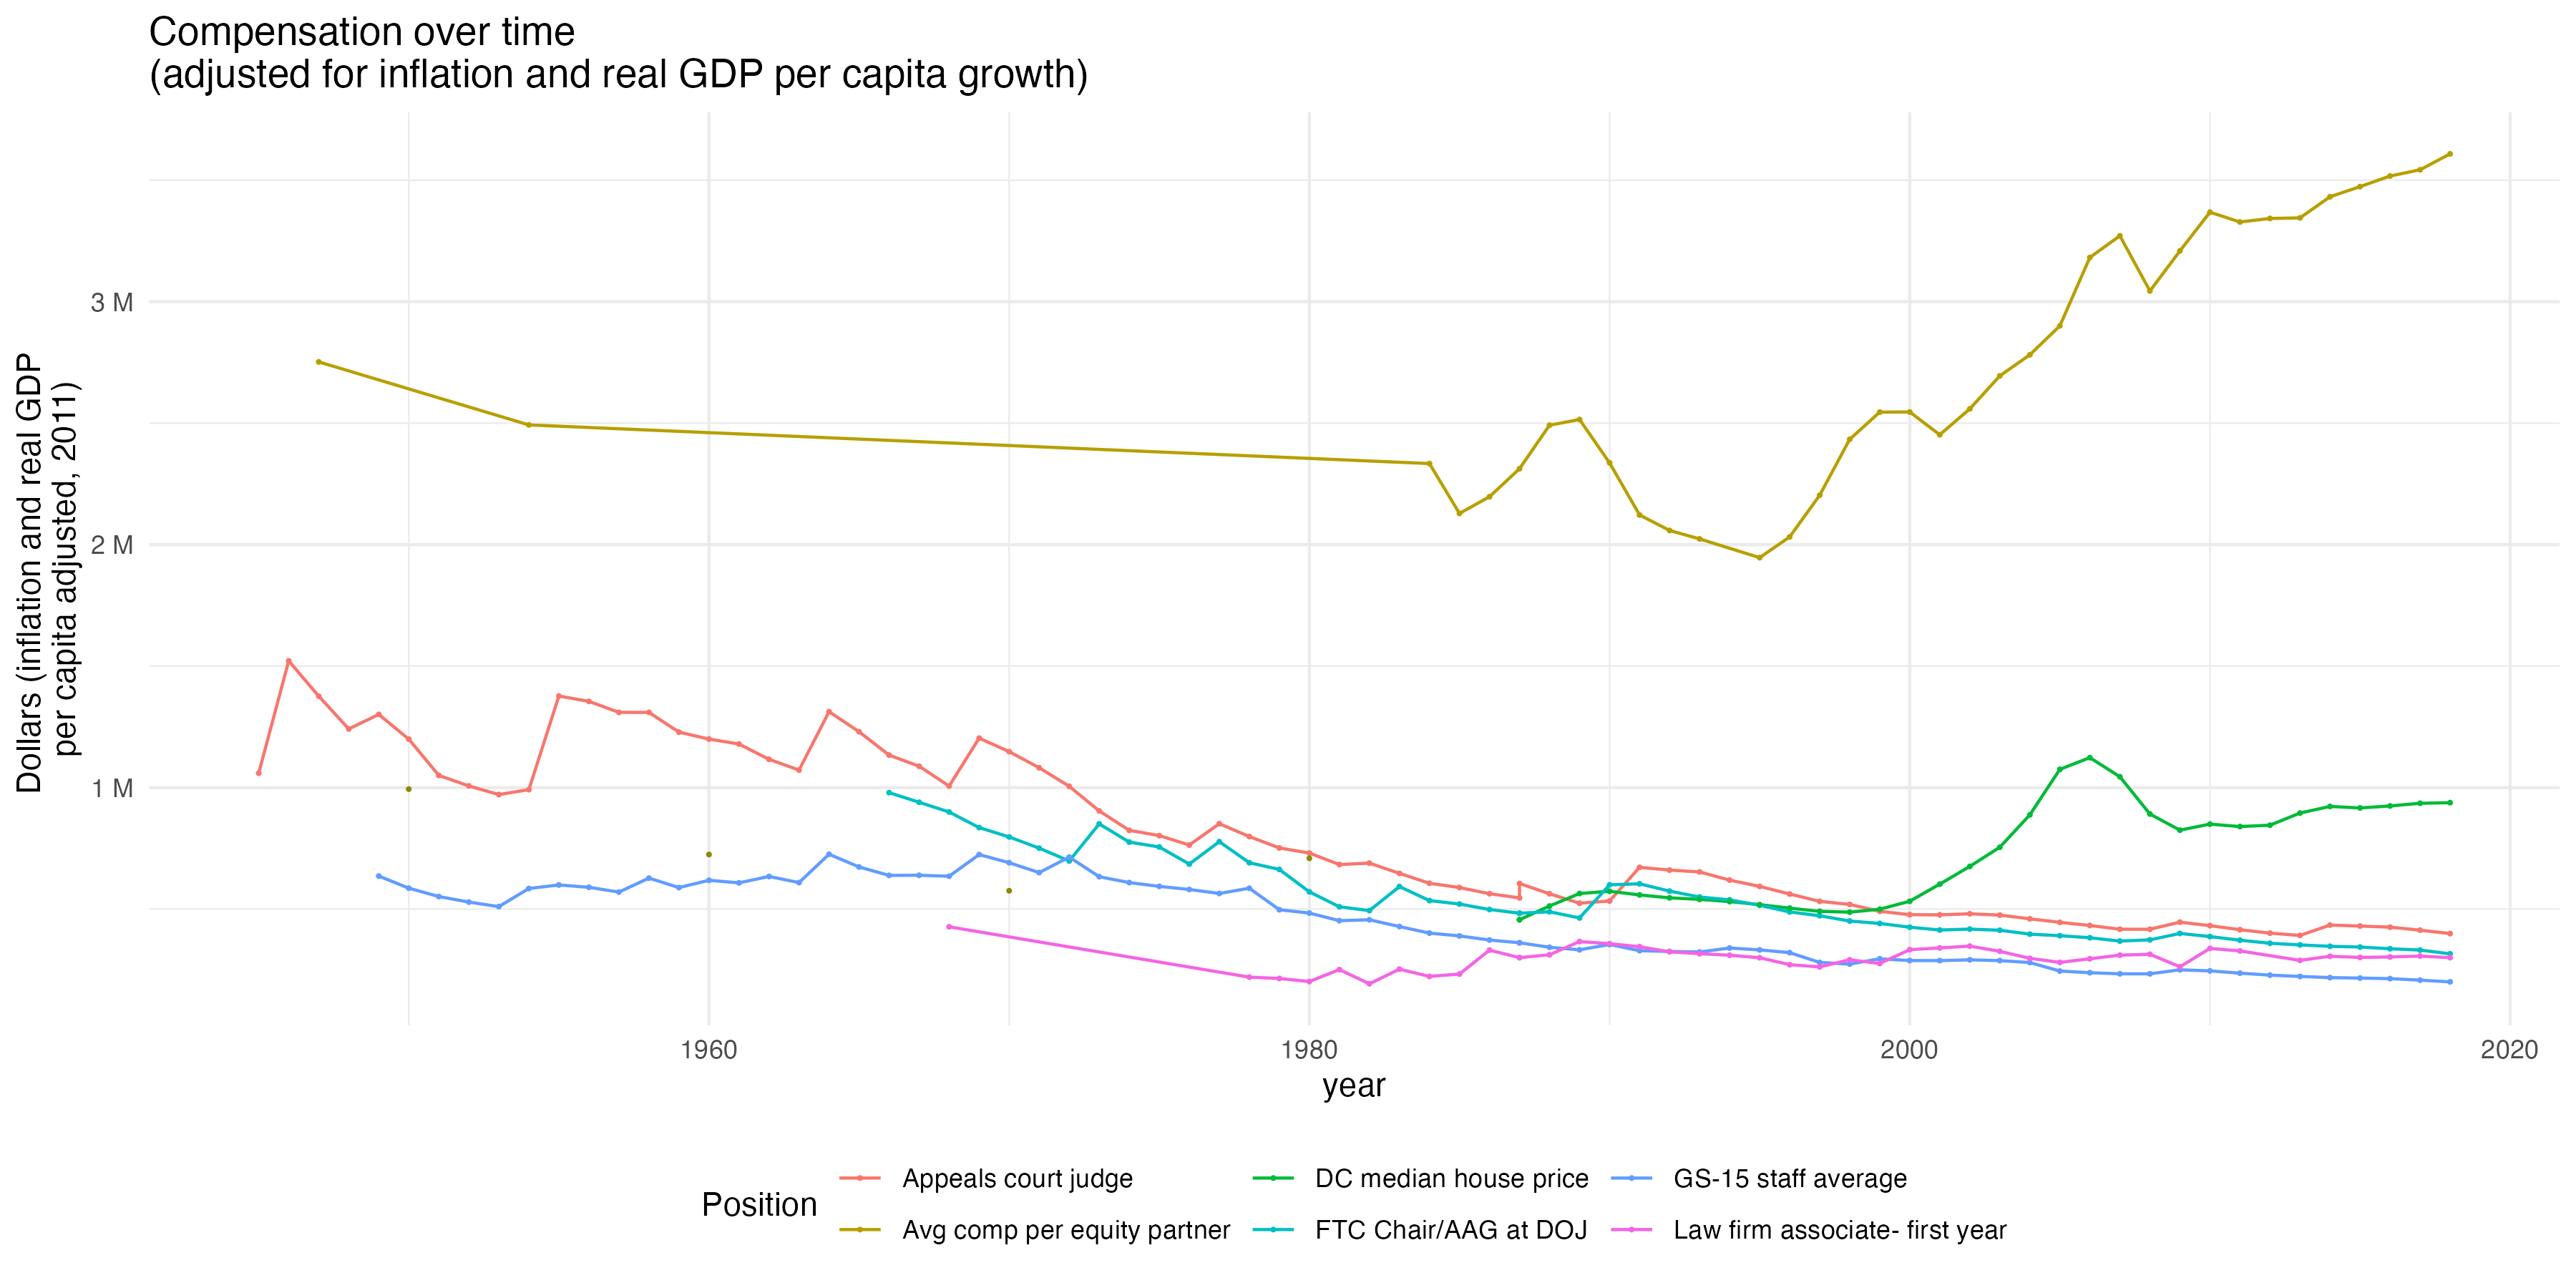 Compensation over time
(adjusted for inflation and real GDP per capita growth)
Dollars (inflation and real GDP
per capita adjusted, 2011)
3 M
2 M
1 M
1960
1980
2000
2020
year
Position
Appeals court judge
Avg comp per equity partner
DC median house price
FTC Chair/AAG at DOJ
GS-15 staff average
Law firm associate- first year